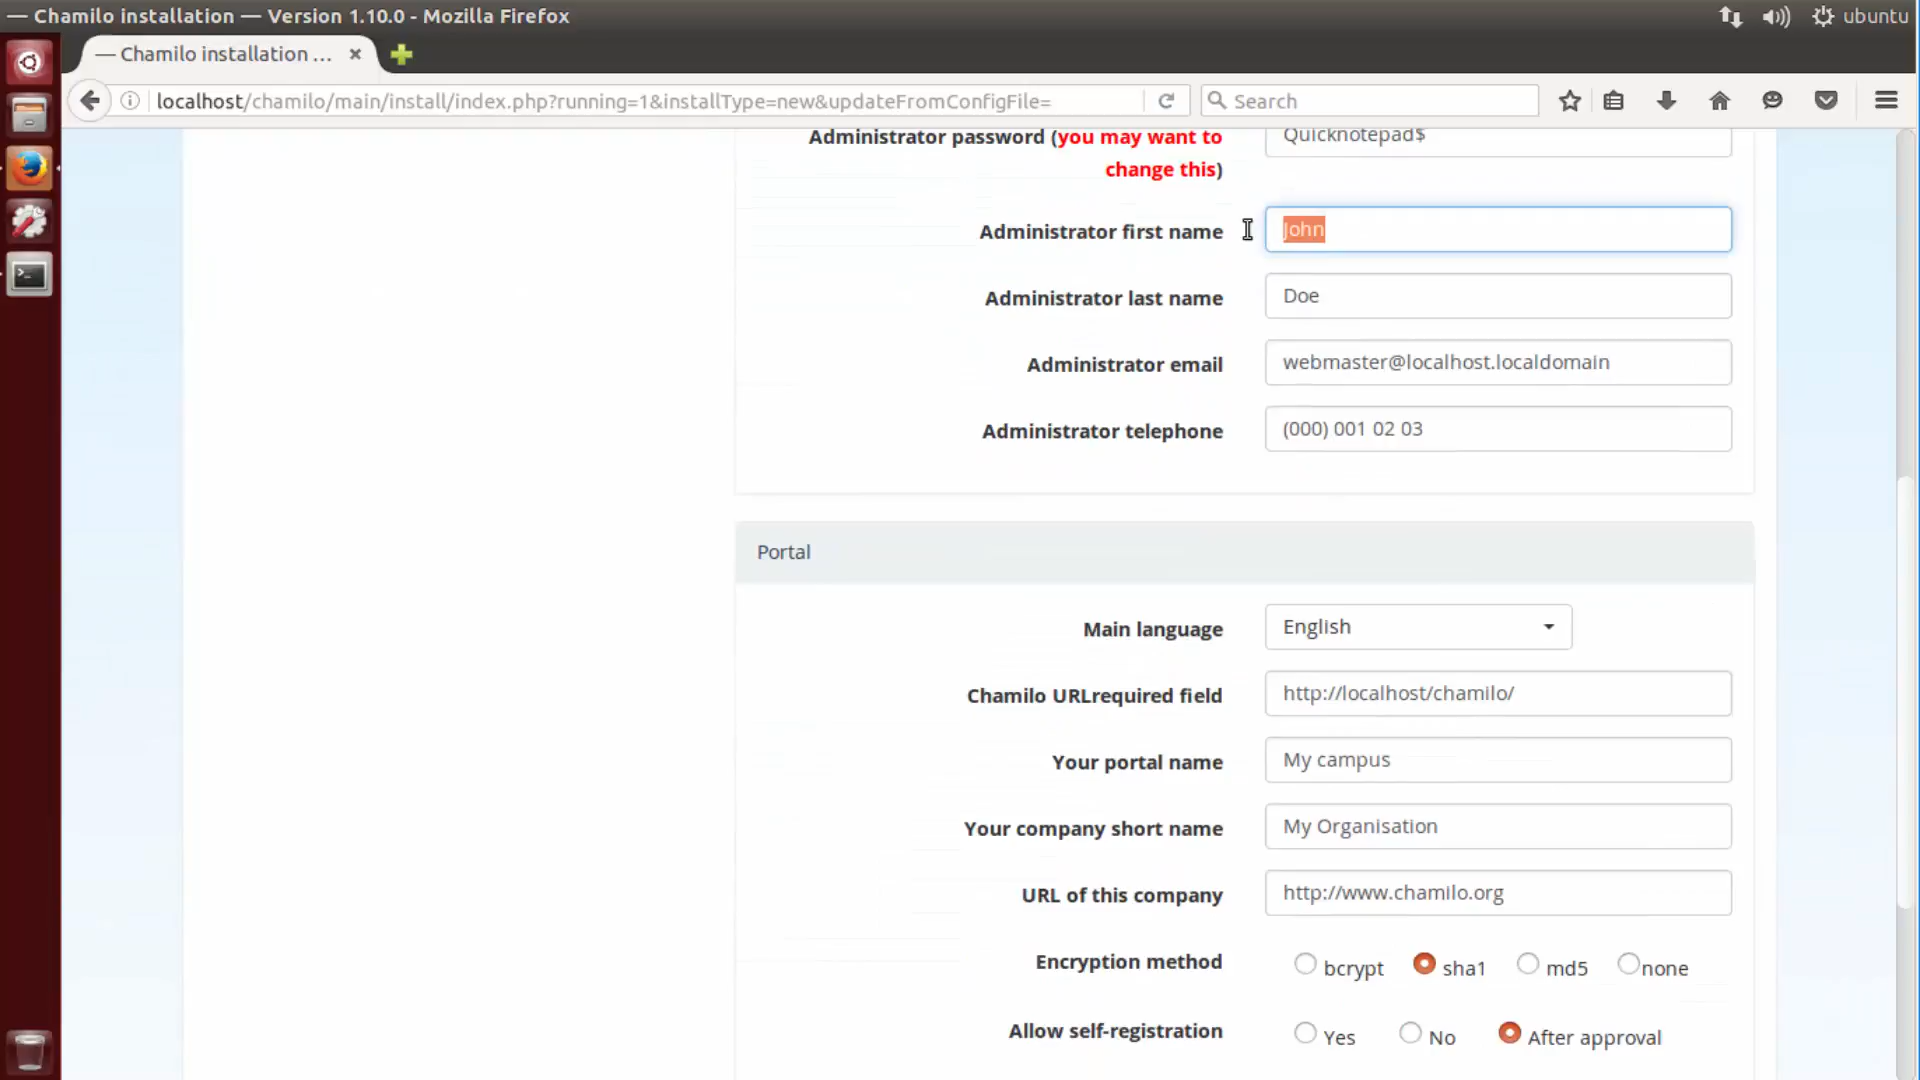 — Chamilo installation — Version 1.10.0 - Mozilla Firefox
ubuntu
— Chamilo installation ...
localhost/chamilo/main/install/index.php?running=1&installType=new&updateFromConfigFile=
Search
Administrator password (you may want to
change this)
Quicknotepad$
Administrator first name
John
Administrator last name
Doe
Administrator email
webmaster@localhost.localdomain
Administrator telephone
(000) 001 02 03
Portal
Main language
English
Chamilo URLrequired field
http://localhost/chamilo/
Your portal name
My campus
Your company short name
My Organisation
URL of this company
http://www.chamilo.org
Encryption method
bcrypt sha1 md5 none
Allow self-registration
Yes No After approval